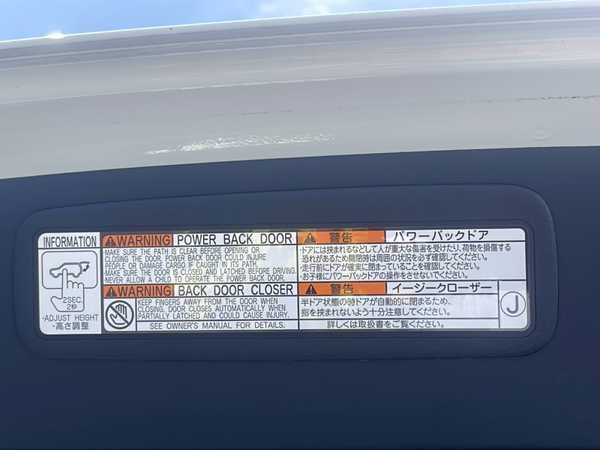 INFORMATION
2SEC.
2秒
-ADJUST HEIGHT-
-高さ調整
WARNING POWER BACK DOOR
MAKE SURE THE PATH IS CLEAR BEFORE OPENING OR
CLOSING THE DOOR. POWER BACK DOOR COULD INJURE
PEOPLE OR DAMAGE CARGO IF CAUGHT IN ITS PATH.
MAKE SURE THE DOOR IS CLOSED AND LATCHED BEFORE DRIVING.
NEVER ALLOW A CHILD TO OPERATE THE POWER BACK DOOR.
警告 パワーバックドア
・ドアには挟まれるなどして人が重大な傷害を受けたり、荷物を損傷する
恐れがあるため開閉時は周囲の状況を必ず確認してください。
・走行前にドアが確実に閉まっていることを確認してください。
・お子様にパワーバックドアの操作をさせないでください。
WARNING BACK DOOR CLOSER
KEEP FINGERS AWAY FROM THE DOOR WHEN
CLOSING. DOOR CLOSES AUTOMATICALLY WHEN
PARTIALLY LATCHED AND COULD CAUSE INJURY.
警告 イージークローザー
半ドア状態のときドアが自動的に閉まるため、
指を挟まれないよう十分注意してください。
SEE OWNER'S MANUAL FOR DETAILS.
詳しくは取扱書をご覧ください。
J